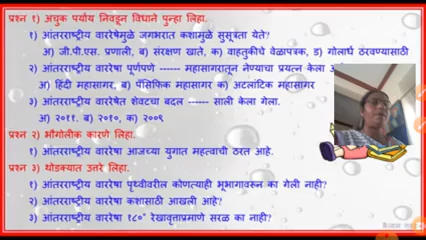 प्रश्न १) अचुक पर्याय निवडून विधाने पुन्हा लिहा.
१) आंतरराष्ट्रीय वाररेषेमुळे जगभरात कशामुळे सुसूत्रता येते?
अ) जी.पी.एस. प्रणाली, ब) संरक्षण खाते, क) वाहतुकीचे वेळापत्रक, ड) गोलार्ध ठरवण्यासाठी
२) आंतरराष्ट्रीय वाररेषा पूर्णपणे ------ महासागरातून नेण्याचा प्रयत्न केला
अ) हिंदी महासागर, ब) पॅसिफिक महासागर क) अटलांटिक महासागर
३) आंतरराष्ट्रीय वाररेषेत शेवटचा बदल ------ साली केला गेला.
अ) २०११. ब) २०१०, क) २००९
प्रश्न २) भौगोलीक कारणे लिहा.
१) आंतरराष्ट्रीय वाररेषा आजच्या युगात महत्वाची ठरत आहे.
प्रश्न ३) थोडक्यात उत्तरे लिहा.
१) आंतरराष्ट्रीय वाररेषा पृथ्वीवरील कोणत्याही भूभागावरून का गेली नाही?
२) आंतरराष्ट्रीय वाररेषा कशासाठी आखली आहे?
३) आंतरराष्ट्रीय वाररेषा १८०° रेखावृत्ताप्रमाणे सरळ का नाही?